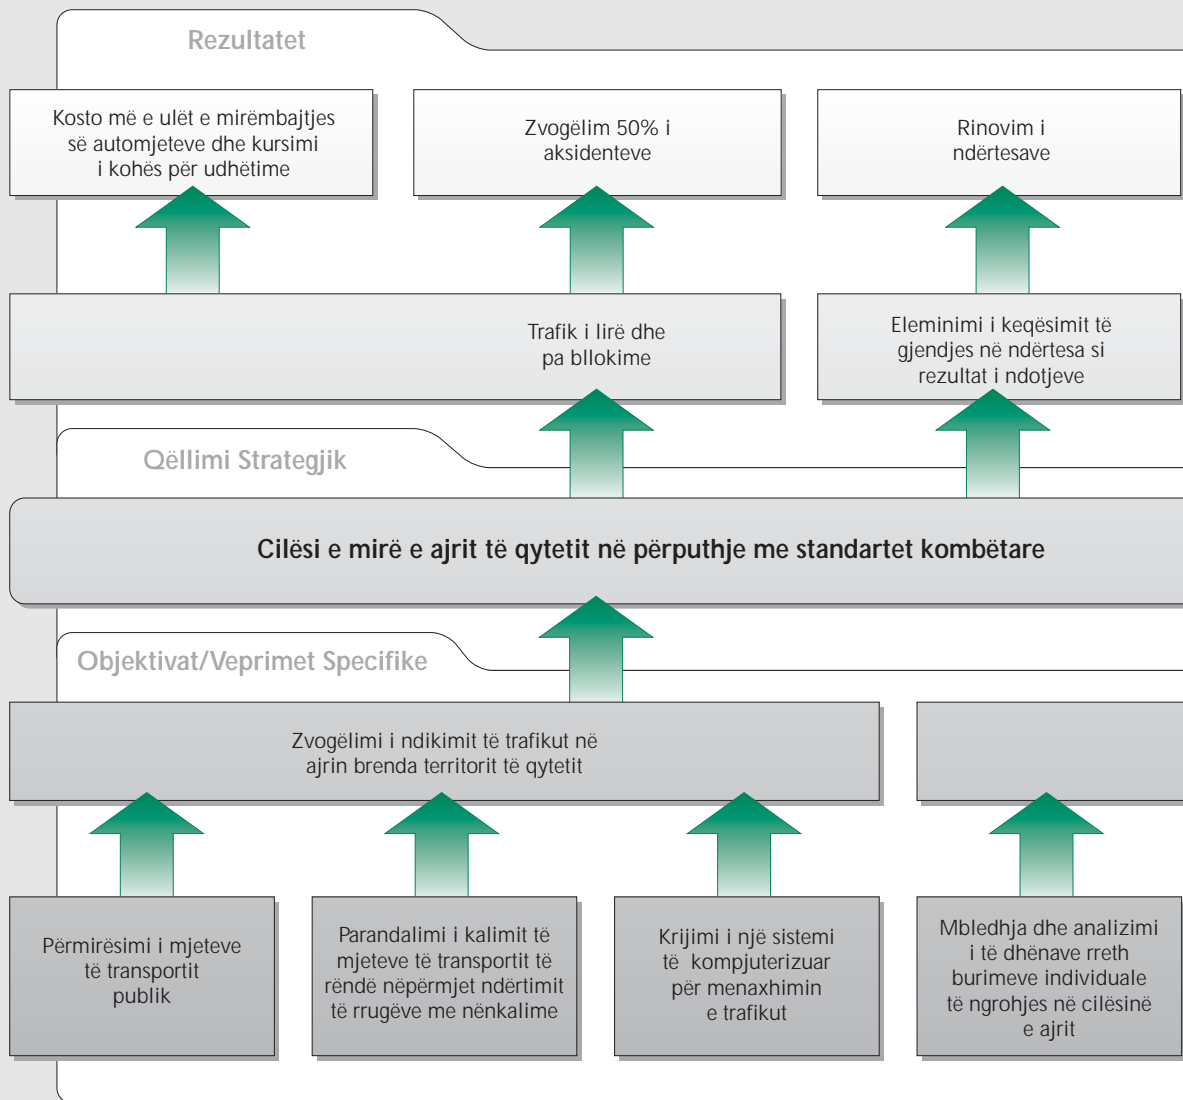 Rezultatet
Kosto më e ulët e mirëmbajtjes
së automjeteve dhe kursimi
i kohës për udhëtime
Zvogëlim 50% i
aksidenteve
Rinovim i
ndërtesave
Trafik i lirë dhe
pa bllokime
Eleminimi i keqësimit të
gjendjes në ndërtesa si
rezultat i ndotjeve
Qëllimi Strategjik
Cilësi e mirë e ajrit të qytetit në përputhje me standartet kombëtare
Objektivat/Veprimet Specifike
Zvogëlimi i ndikimit të trafikut në
ajrin brenda territorit të qytetit
Përmirësimi i mjeteve
të transportit
publik
Parandalimi i kalimit të
mjeteve të transportit të
rëndë nëpërmjet ndërtimit
të rrugëve me nënkalime
Krijimi i një sistemi
të kompjuterizuar
për menaxhimin
e trafikut
Mbledhja dhe analizimi
i të dhënave rreth
burimeve individuale
të ngrohjes në cilësinë
e ajrit